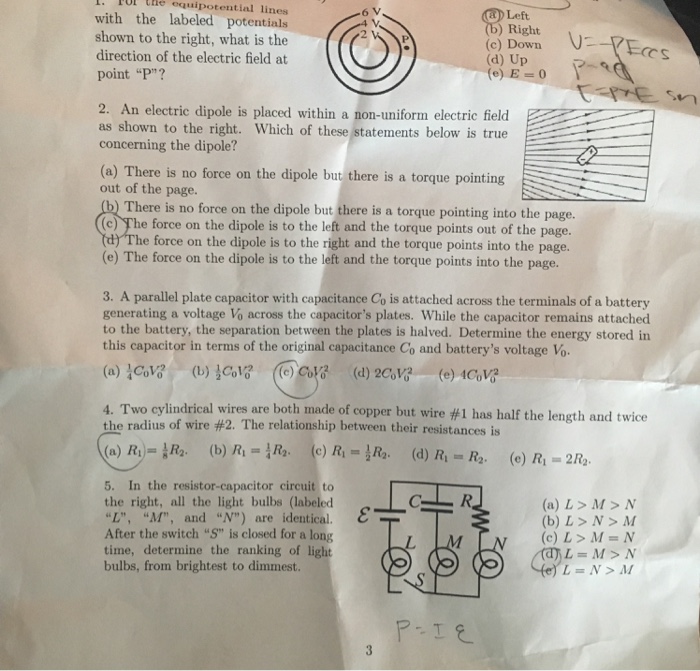 1. For the equipotential lines
with the labeled potentials
shown to the right, what is the
direction of the electric field at
point "P"?
6 V
4 V
2 V
P
(a) Left
(b) Right
(c) Down
(d) Up
(e) E = 0
2. An electric dipole is placed within a non-uniform electric field
as shown to the right. Which of these statements below is true
concerning the dipole?
(a) There is no force on the dipole but there is a torque pointing
out of the page.
(b) There is no force on the dipole but there is a torque pointing into the page.
(c) The force on the dipole is to the left and the torque points out of the page.
(d) The force on the dipole is to the right and the torque points into the page.
(e) The force on the dipole is to the left and the torque points into the page.
3. A parallel plate capacitor with capacitance C₀ is attached across the terminals of a battery
generating a voltage V₀ across the capacitor's plates. While the capacitor remains attached
to the battery, the separation between the plates is halved. Determine the energy stored in
this capacitor in terms of the original capacitance C₀ and battery's voltage V₀.
(a) ¼C₀V₀² (b) ½C₀V₀² (c) C₀V₀² (d) 2C₀V₀² (e) 4C₀V₀²
4. Two cylindrical wires are both made of copper but wire #1 has half the length and twice
the radius of wire #2. The relationship between their resistances is
(a) R₁ = ⅛R₂. (b) R₁ = ¼R₂. (c) R₁ = ½R₂. (d) R₁ = R₂. (e) R₁ = 2R₂.
5. In the resistor-capacitor circuit to
the right, all the light bulbs (labeled
"L", "M", and "N") are identical.
After the switch "S" is closed for a long
time, determine the ranking of light
bulbs, from brightest to dimmest.
ℰ
C
R
L
M
N
S
(a) L > M > N
(b) L > N > M
(c) L > M = N
(d) L = M > N
(e) L = N > M
P = I ℰ
3